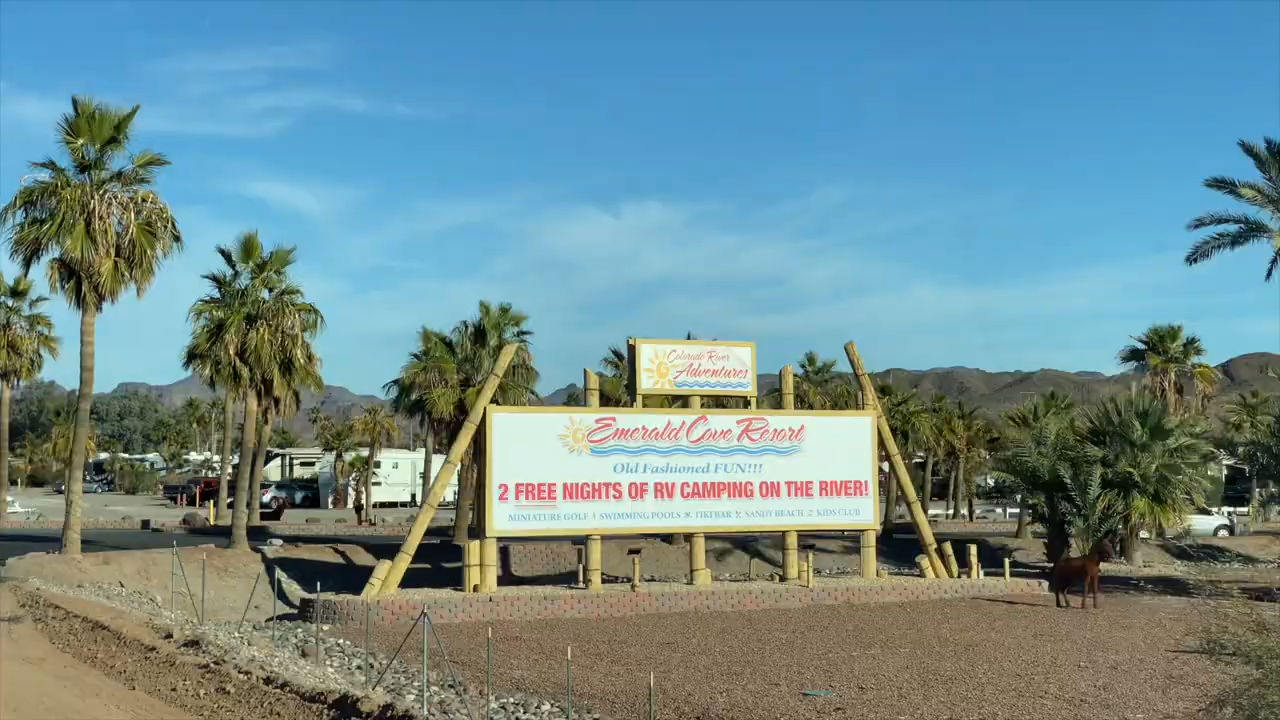 Colorado River
Adventures
Emerald Cove Resort
Old Fashioned FUN!!!
2 FREE NIGHTS OF RV CAMPING ON THE RIVER!
MINIATURE GOLF SWIMMING POOLS TIKI BAR SANDY BEACH KIDS CLUB